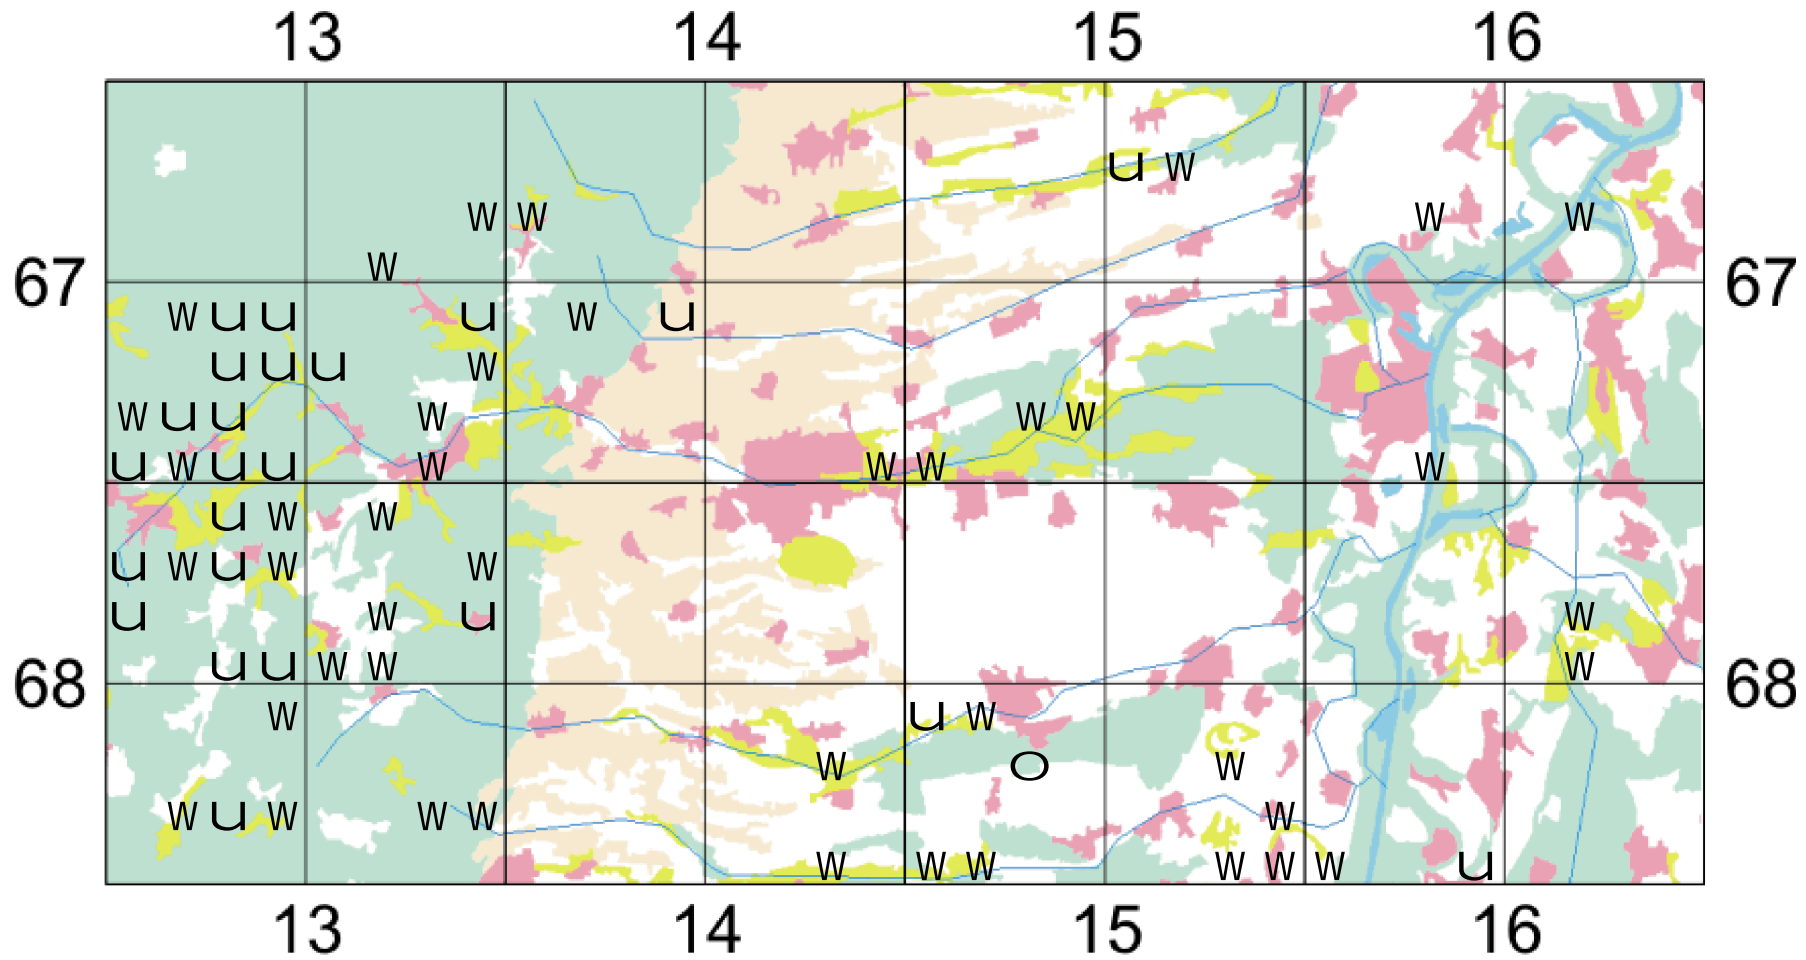 13 14 15 16
u w
w w w w
w
67 67
w u u u w u
u u u w
w u u w w w
u w u u w w w w
u w w
u w u w w
u w u w
u u w w w
68 68
w u w
w o w
w u w w w w
w w w w w w u
13 14 15 16